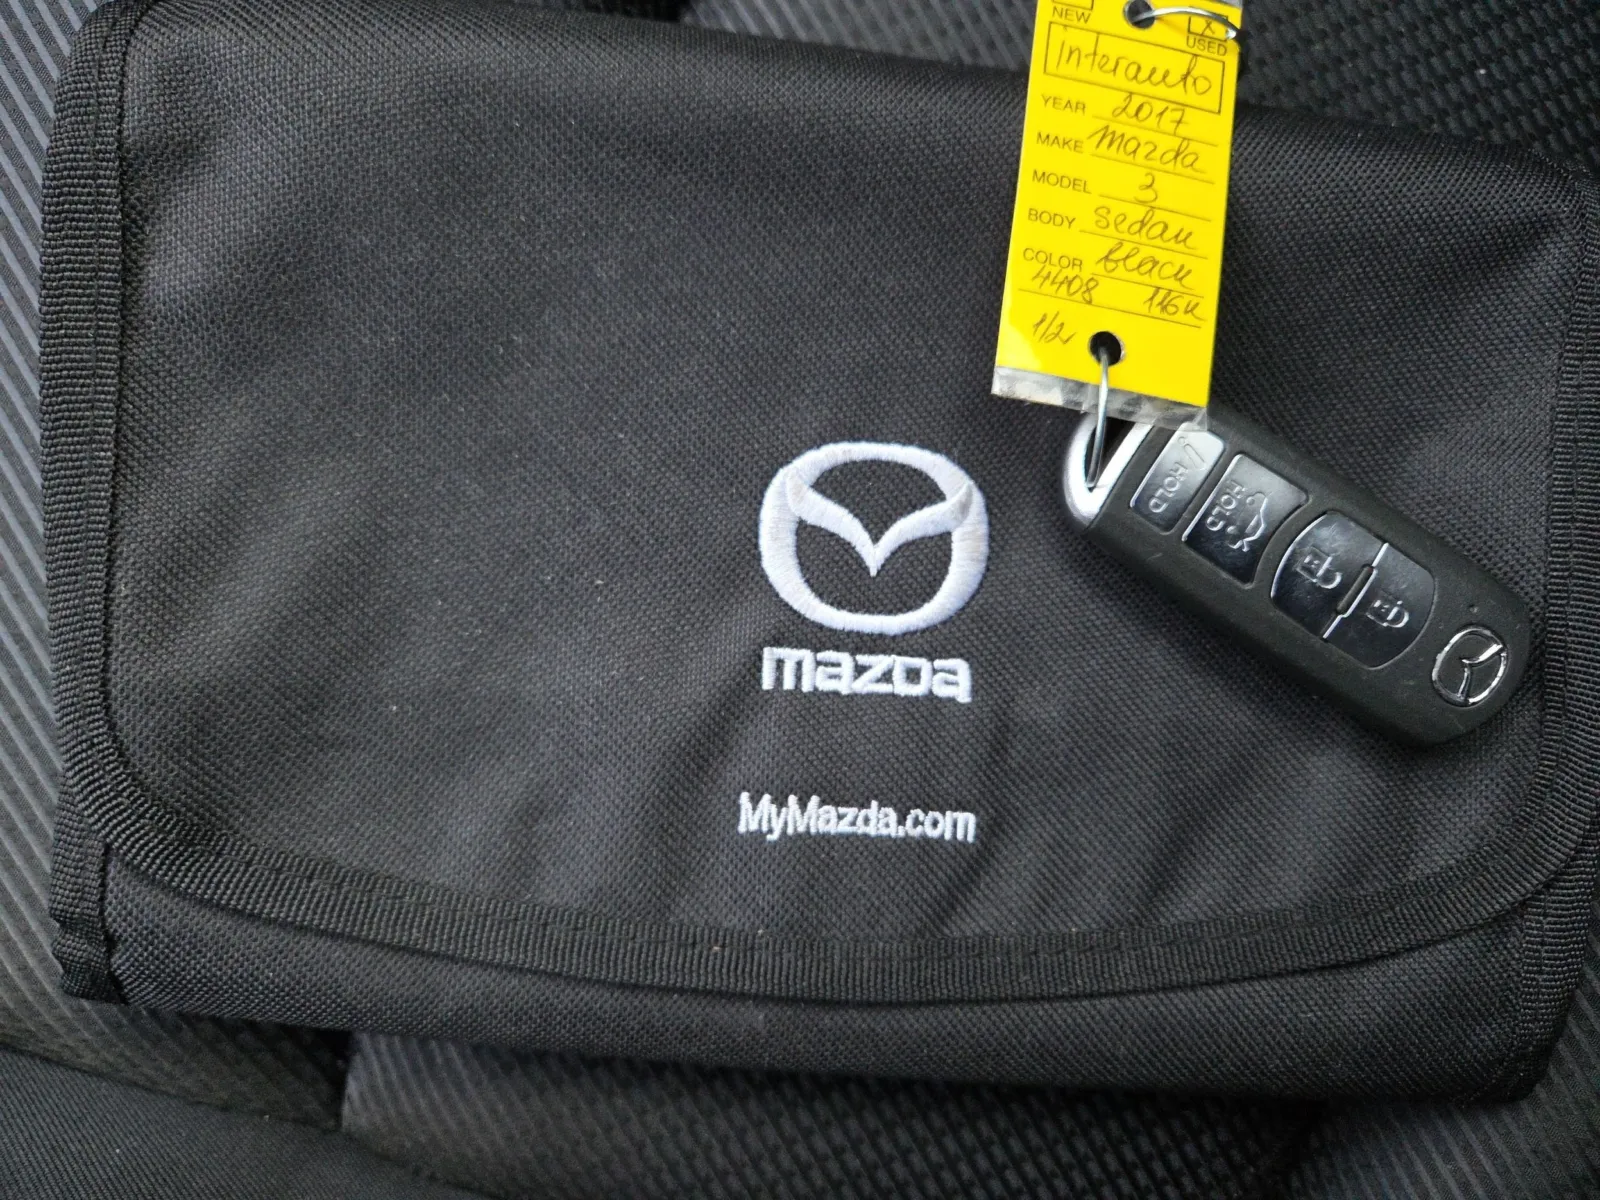 NEW X USED
interauto
YEAR 2017
MAKE mazda
MODEL 3
BODY sedan
COLOR black
4408 116k
1/2
HOLD
HOLD
mazda
MyMazda.com